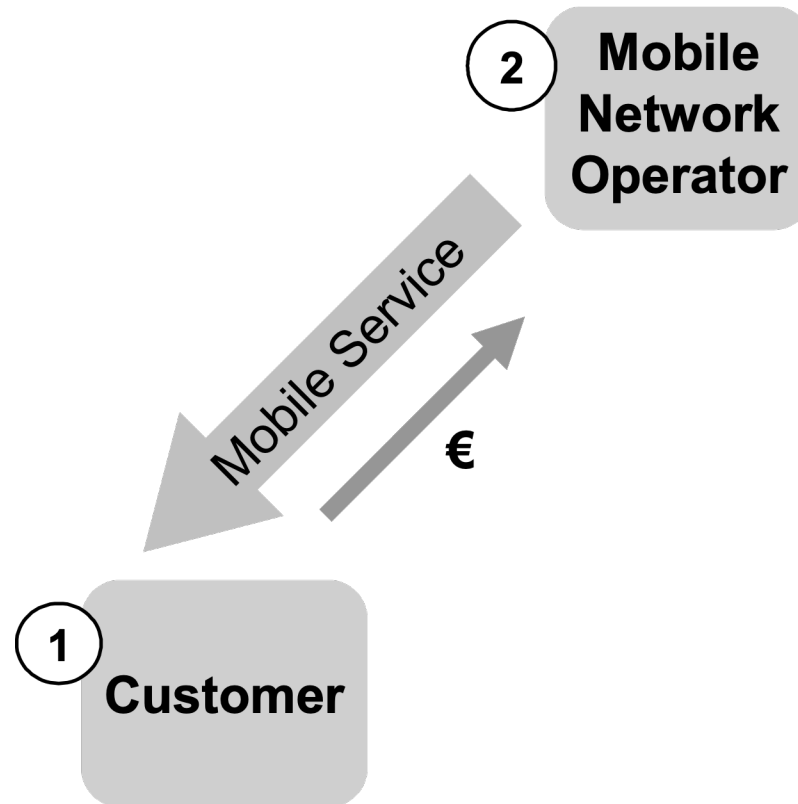 2
Mobile
Network
Operator
Mobile Service
€
1
Customer